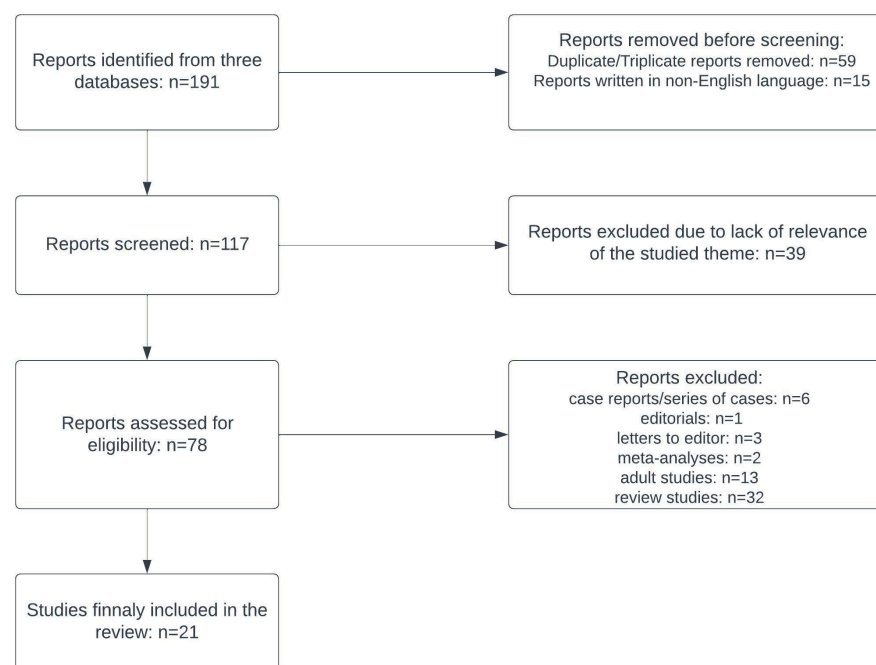 Reports identified from three
databases: n=191
Reports removed before screening:
Duplicate/Triplicate reports removed: n=59
Reports written in non-English language: n=15
Reports screened: n=117
Reports excluded due to lack of relevance
of the studied theme: n=39
Reports assessed for
eligibility: n=78
Reports excluded:
case reports/series of cases: n=6
editorials: n=1
letters to editor: n=3
meta-analyses: n=2
adult studies: n=13
review studies: n=32
Studies finnaly included in the
review: n=21